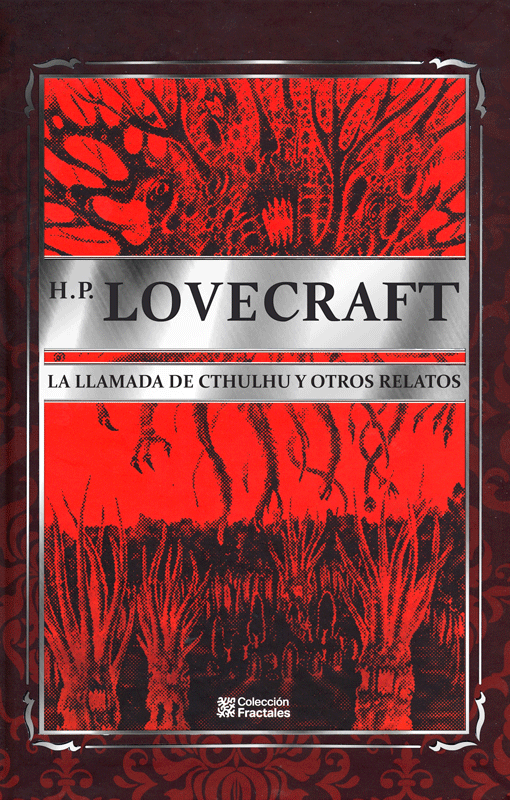 H.P. LOVECRAFT
LA LLAMADA DE CTHULHU Y OTROS RELATOS
Colección
Fractales